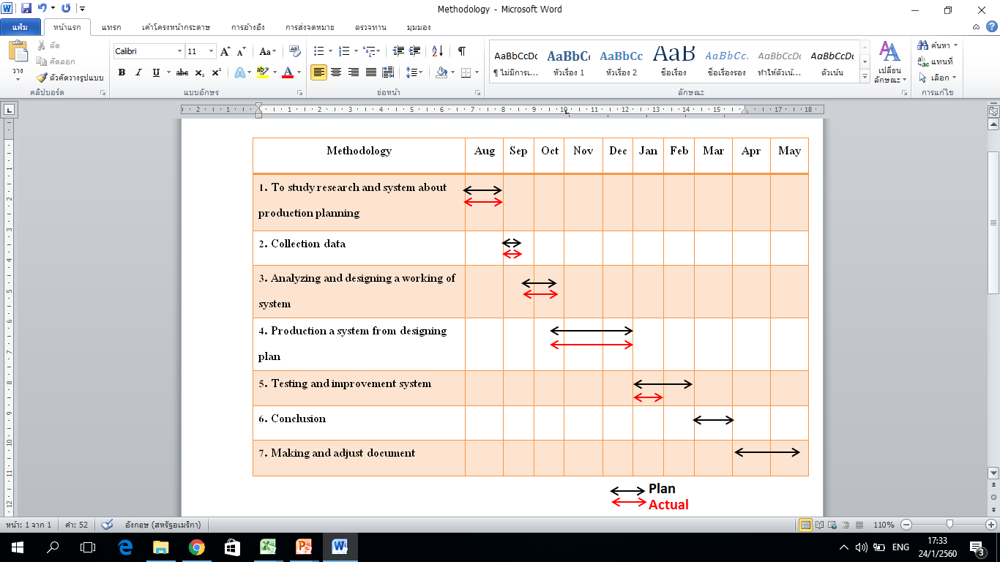 Methodology - Microsoft Word
แฟ้ม หน้าแรก แทรก เค้าโครงหน้ากระดาษ การอ้างอิง การส่งจดหมาย ตรวจทาน มุมมอง
วาง
ตัด
คัดลอก
ตัวคัดวางรูปแบบ
คลิปบอร์ด
Calibri 11
แบบอักษร
ย่อหน้า
AaBbCcDc AaBbCc AaBbCc AaB AaBbCc. AaBbCcDc AaBbCcDc
¶ ไม่มีการเ... หัวเรื่อง 1 หัวเรื่อง 2 ชื่อเรื่อง ชื่อเรื่องรอง ทำให้ตัวเน้... ตัวเน้น
ลักษณะ
เปลี่ยน
ลักษณะ
ค้นหา
แทนที่
เลือก
การแก้ไข
Methodology Aug Sep Oct Nov Dec Jan Feb Mar Apr May
1. To study research and system about
production planning
2. Collection data
3. Analyzing and designing a working of
system
4. Production a system from designing
plan
5. Testing and improvement system
6. Conclusion
7. Making and adjust document
Plan
Actual
หน้า: 1 จาก 1 คำ: 52 อังกฤษ (สหรัฐอเมริกา) 110%
ENG
17:33
24/1/2560
3